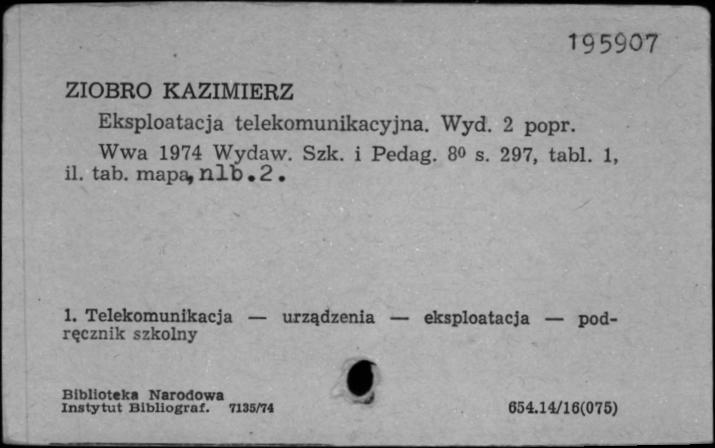 195907
ZIOBRO KAZIMIERZ
Eksploatacja telekomunikacyjna. Wyd. 2 popr.
Wwa 1974 Wydaw. Szk. i Pedag. 8⁰ s. 297, tabl. 1,
il. tab. mapa, nlb.2.
1. Telekomunikacja — urządzenia — eksploatacja — pod-
ręcznik szkolny
Biblioteka Narodowa
Instytut Bibliograf. 7135/74
654.14/16(075)